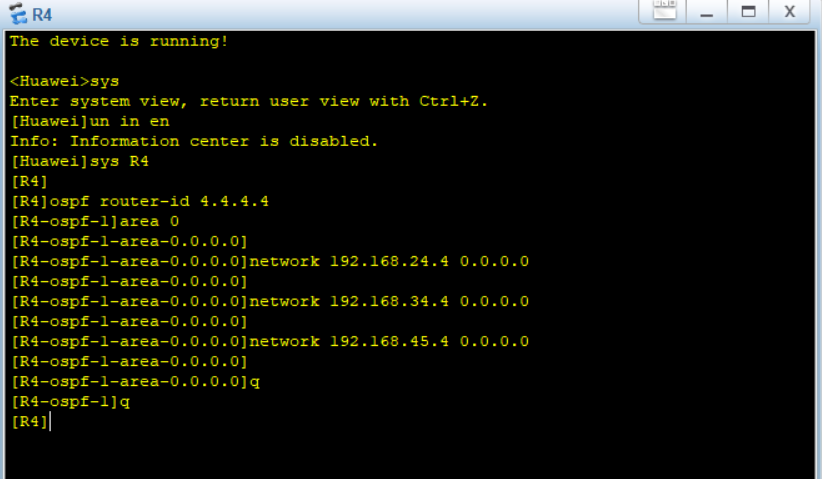 R4
The device is running!
<Huawei>sys
Enter system view, return user view with Ctrl+Z.
[Huawei]un in en
Info: Information center is disabled.
[Huawei]sys R4
[R4]
[R4]ospf router-id 4.4.4.4
[R4-ospf-1]area 0
[R4-ospf-1-area-0.0.0.0]
[R4-ospf-1-area-0.0.0.0]network 192.168.24.4 0.0.0.0
[R4-ospf-1-area-0.0.0.0]
[R4-ospf-1-area-0.0.0.0]network 192.168.34.4 0.0.0.0
[R4-ospf-1-area-0.0.0.0]
[R4-ospf-1-area-0.0.0.0]network 192.168.45.4 0.0.0.0
[R4-ospf-1-area-0.0.0.0]
[R4-ospf-1-area-0.0.0.0]q
[R4-ospf-1]q
[R4]